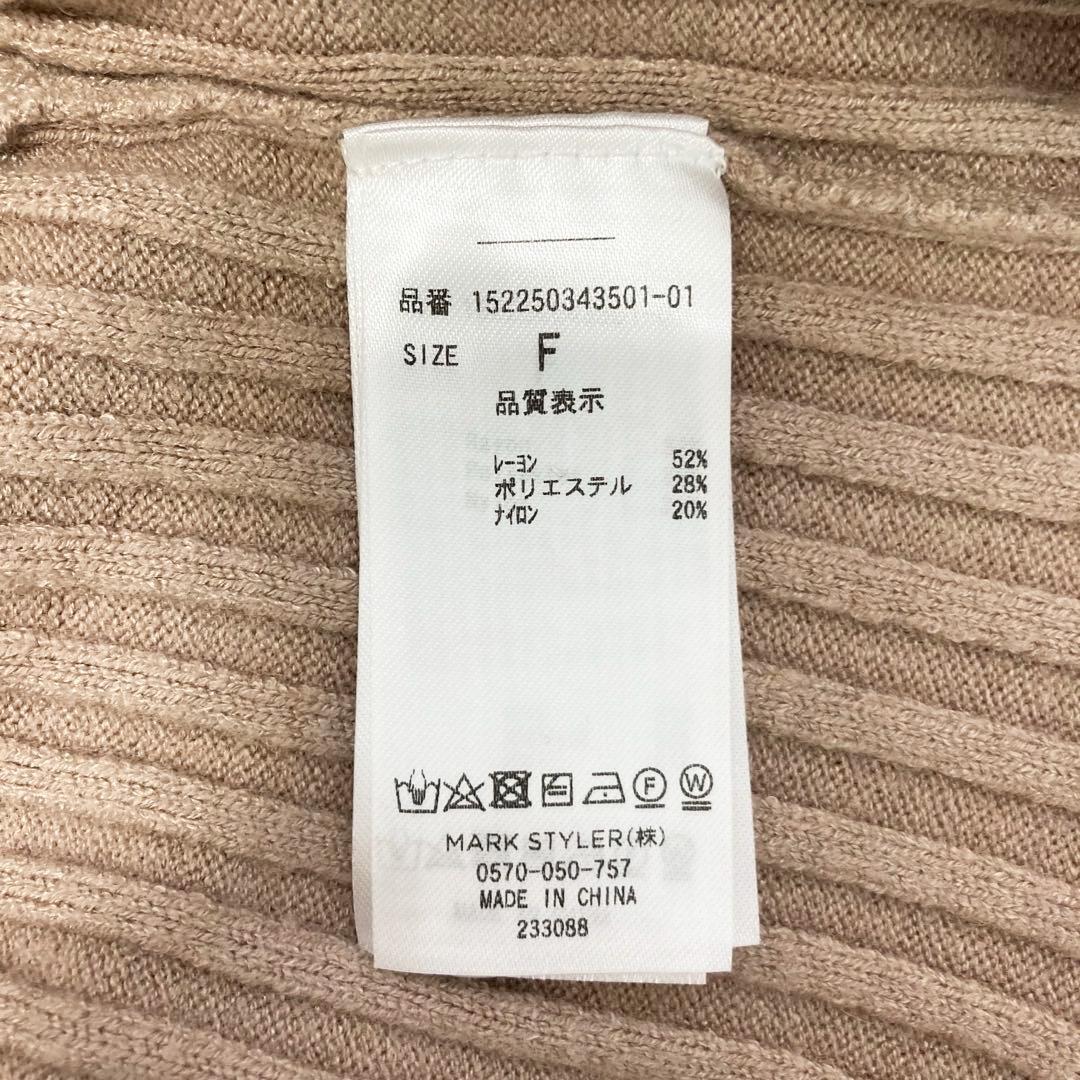 品番 152250343501-01
SIZE F
品質表示
レーヨン 52%
ポリエステル 28%
ナイロン 20%
F W
MARK STYLER(株)
0570-050-757
MADE IN CHINA
233088